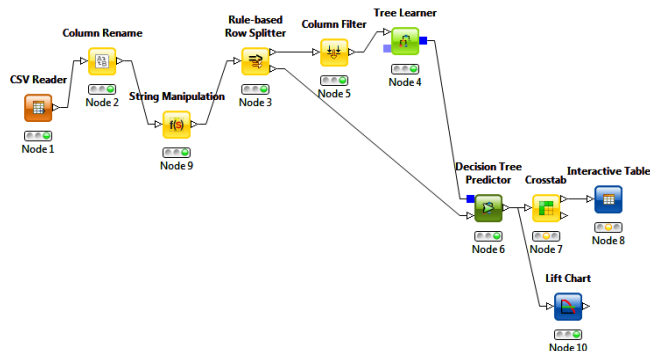 CSV Reader
Node 1
Column Rename
Node 2
String Manipulation
f(S)
Node 9
Rule-based
Row Splitter
Node 3
Column Filter
Node 5
Tree Learner
Node 4
Decision Tree
Predictor
Node 6
Crosstab
Node 7
Interactive Table
Node 8
Lift Chart
Node 10